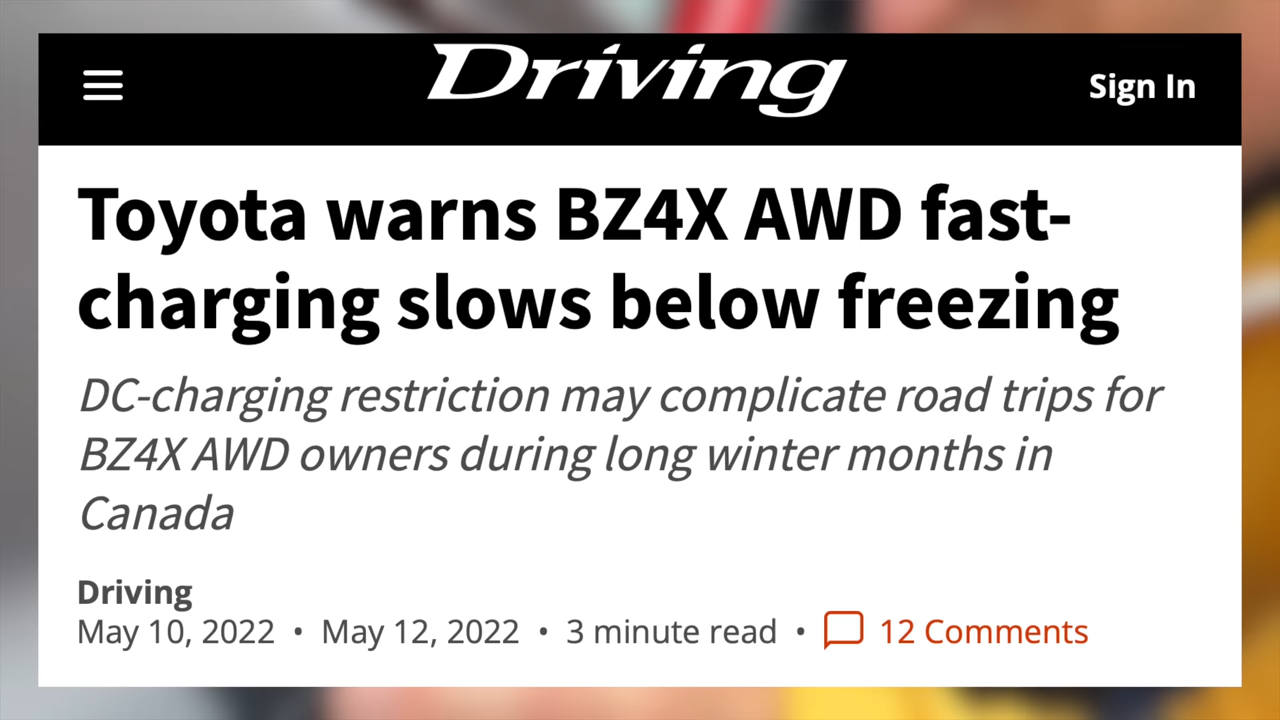 Driving
Sign In
Toyota warns BZ4X AWD fast-
charging slows below freezing
DC-charging restriction may complicate road trips for
BZ4X AWD owners during long winter months in
Canada
Driving
May 10, 2022 • May 12, 2022 • 3 minute read • 12 Comments